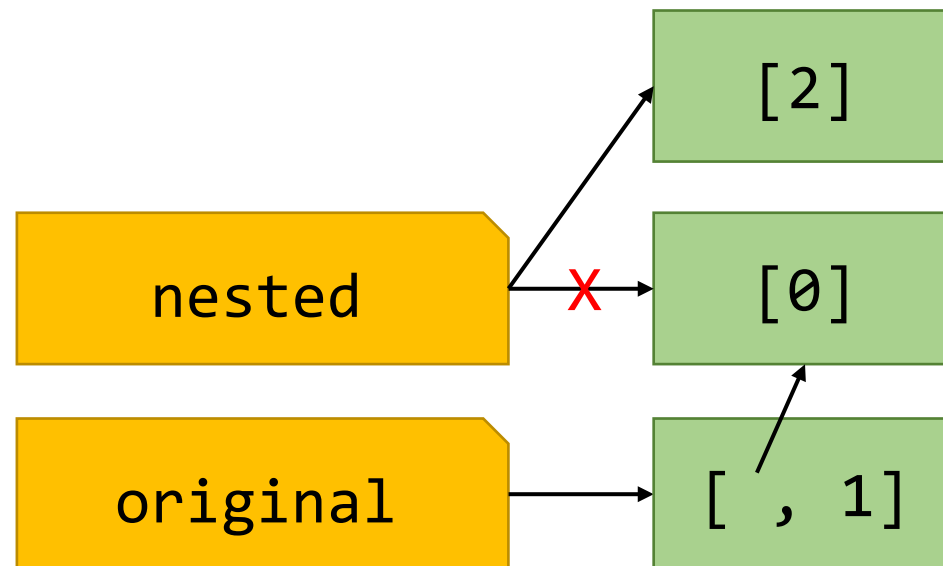 [2]
nested
X
[0]
original
[ , 1]